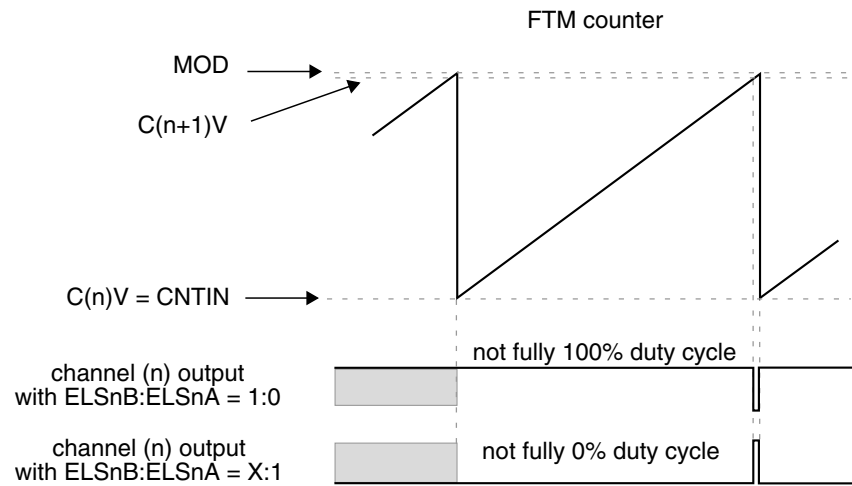 FTM counter
MOD
C(n+1)V
C(n)V = CNTIN
not fully 100% duty cycle
channel (n) output
with ELSnB:ELSnA = 1:0
channel (n) output
with ELSnB:ELSnA = X:1
not fully 0% duty cycle